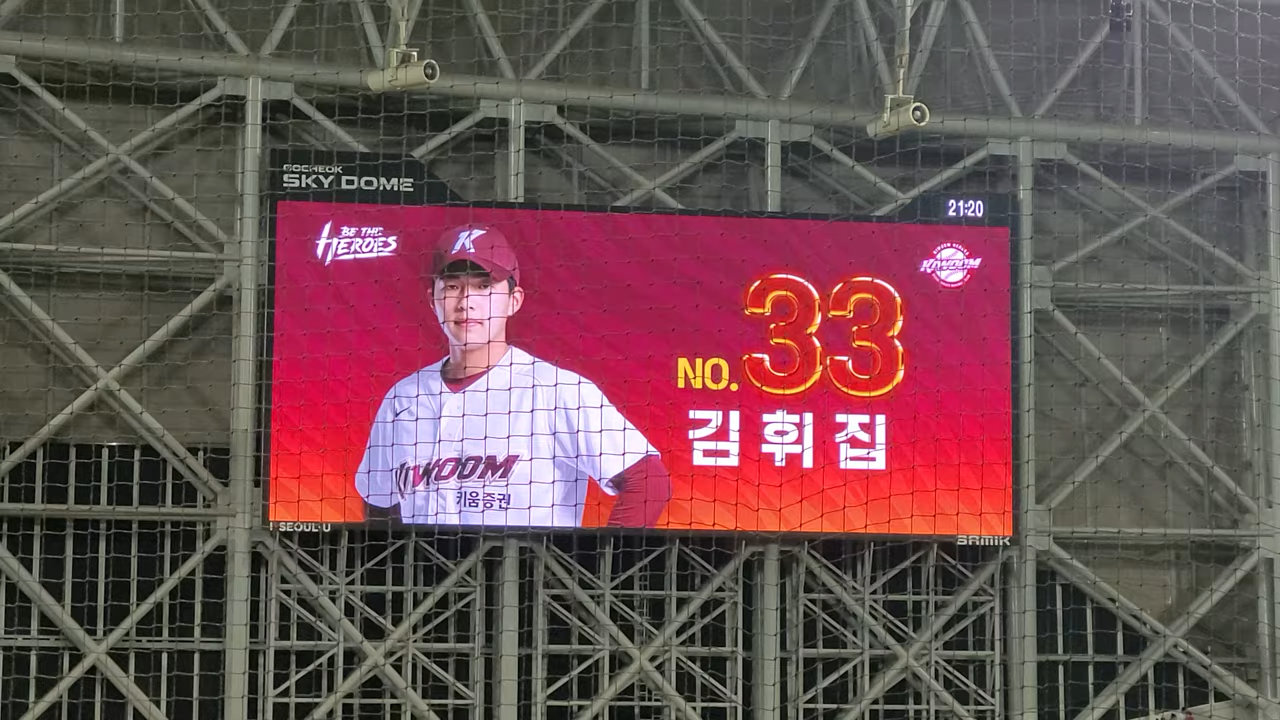 GOCHEOK
SKY DOME
21:20
BE THE
HEROES
KIWOOM
K
NO. 33
김휘집
KIWOOM
키움증권
I·SEOUL·U